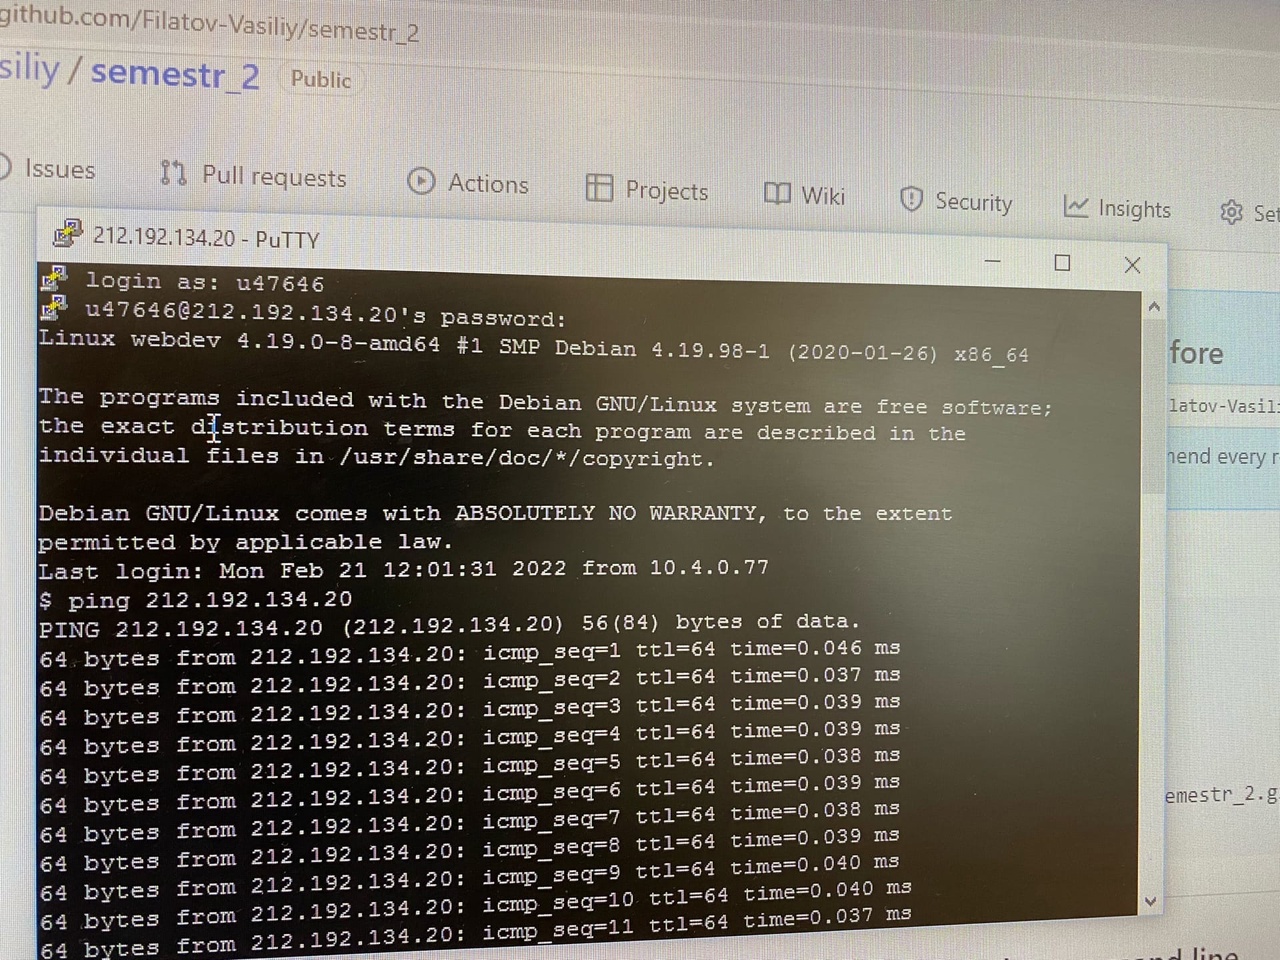 github.com/Filatov-Vasiliy/semestr_2
siliy / semestr_2 Public
Issues Pull requests Actions Projects Wiki Security Insights Set
212.192.134.20 - PuTTY
login as: u47646
u47646@212.192.134.20's password:
Linux webdev 4.19.0-8-amd64 #1 SMP Debian 4.19.98-1 (2020-01-26) x86_64
The programs included with the Debian GNU/Linux system are free software;
the exact distribution terms for each program are described in the
individual files in /usr/share/doc/*/copyright.
Debian GNU/Linux comes with ABSOLUTELY NO WARRANTY, to the extent
permitted by applicable law.
Last login: Mon Feb 21 12:01:31 2022 from 10.4.0.77
$ ping 212.192.134.20
PING 212.192.134.20 (212.192.134.20) 56(84) bytes of data.
64 bytes from 212.192.134.20: icmp_seq=1 ttl=64 time=0.046 ms
64 bytes from 212.192.134.20: icmp_seq=2 ttl=64 time=0.037 ms
64 bytes from 212.192.134.20: icmp_seq=3 ttl=64 time=0.039 ms
64 bytes from 212.192.134.20: icmp_seq=4 ttl=64 time=0.039 ms
64 bytes from 212.192.134.20: icmp_seq=5 ttl=64 time=0.038 ms
64 bytes from 212.192.134.20: icmp_seq=6 ttl=64 time=0.039 ms
64 bytes from 212.192.134.20: icmp_seq=7 ttl=64 time=0.038 ms
64 bytes from 212.192.134.20: icmp_seq=8 ttl=64 time=0.039 ms
64 bytes from 212.192.134.20: icmp_seq=9 ttl=64 time=0.040 ms
64 bytes from 212.192.134.20: icmp_seq=10 ttl=64 time=0.040 ms
64 bytes from 212.192.134.20: icmp_seq=11 ttl=64 time=0.037 ms
fore
latov-Vasili
end every r
emestr_2.g
nd line